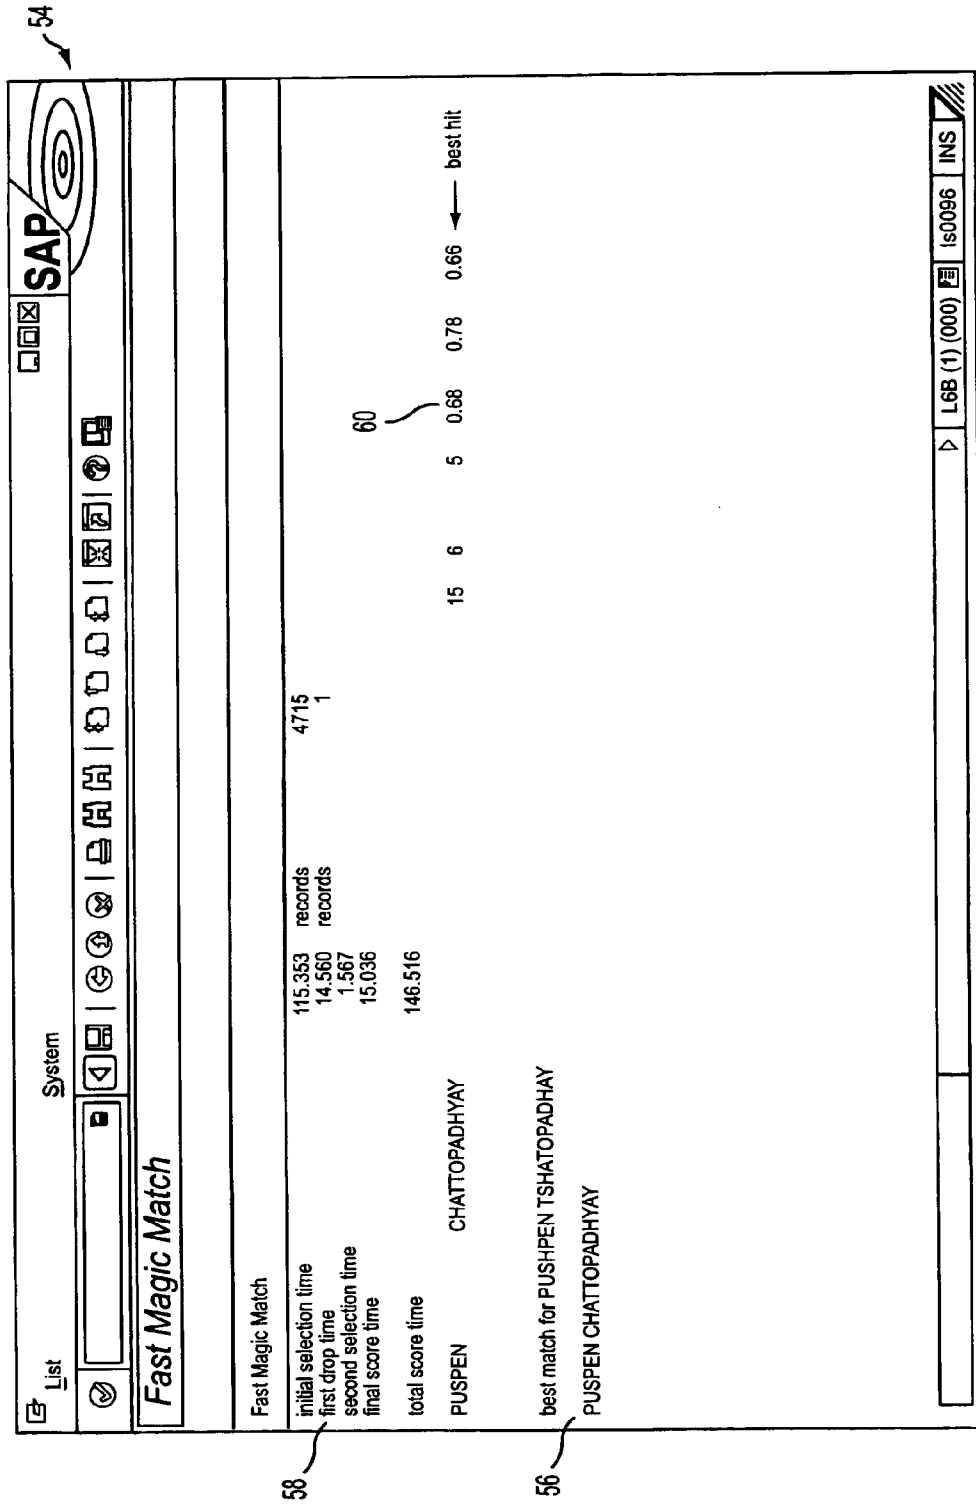 54
List System
SAP
Fast Magic Match
Fast Magic Match
initial selection time 115.353 records 4715
58
first drop time 14.560 records 1
second selection time 1.567
final score time 15.036
total score time 146.516
60
PUSPEN CHATTOPADHYAY 15 6 5 0.68 0.78 0.66 best hit
best match for PUSHPEN TSHATOPADHAY
56
PUSPEN CHATTOPADHYAY
L6B (1) (000) ls0096 INS